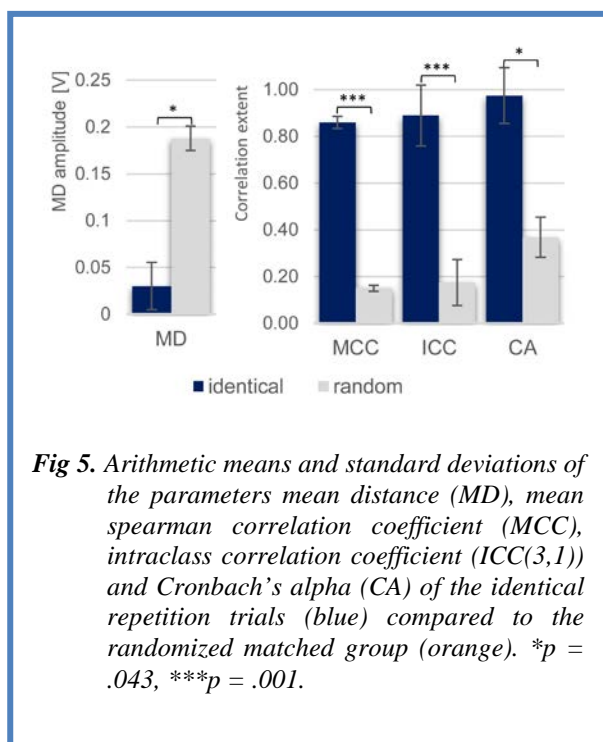 MD amplitude [V]
0.25
0.2
0.15
0.1
0.05
0
*
MD
Correlation extent
1.00
0.80
0.60
0.40
0.20
0.00
***
***
*
MCC ICC CA
identical random
Fig 5. Arithmetic means and standard deviations of
the parameters mean distance (MD), mean
spearman correlation coefficient (MCC),
intraclass correlation coefficient (ICC(3,1))
and Cronbach's alpha (CA) of the identical
repetition trials (blue) compared to the
randomized matched group (orange). *p =
.043, ***p = .001.